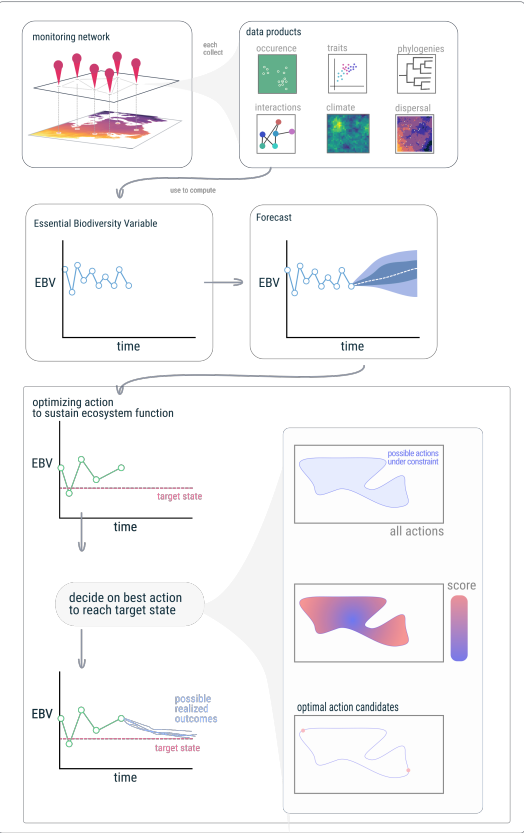 monitoring network
each
collect
data products
occurence
traits
phylogenies
interactions
climate
dispersal
use to compute
Essential Biodiversity Variable
EBV
time
Forecast
EBV
time
optimizing action
to sustain ecosystem function
EBV
target state
time
decide on best action
to reach target state
EBV
possible
realized
outcomes
target state
time
possible actions
under constraint
all actions
score
optimal action candidates